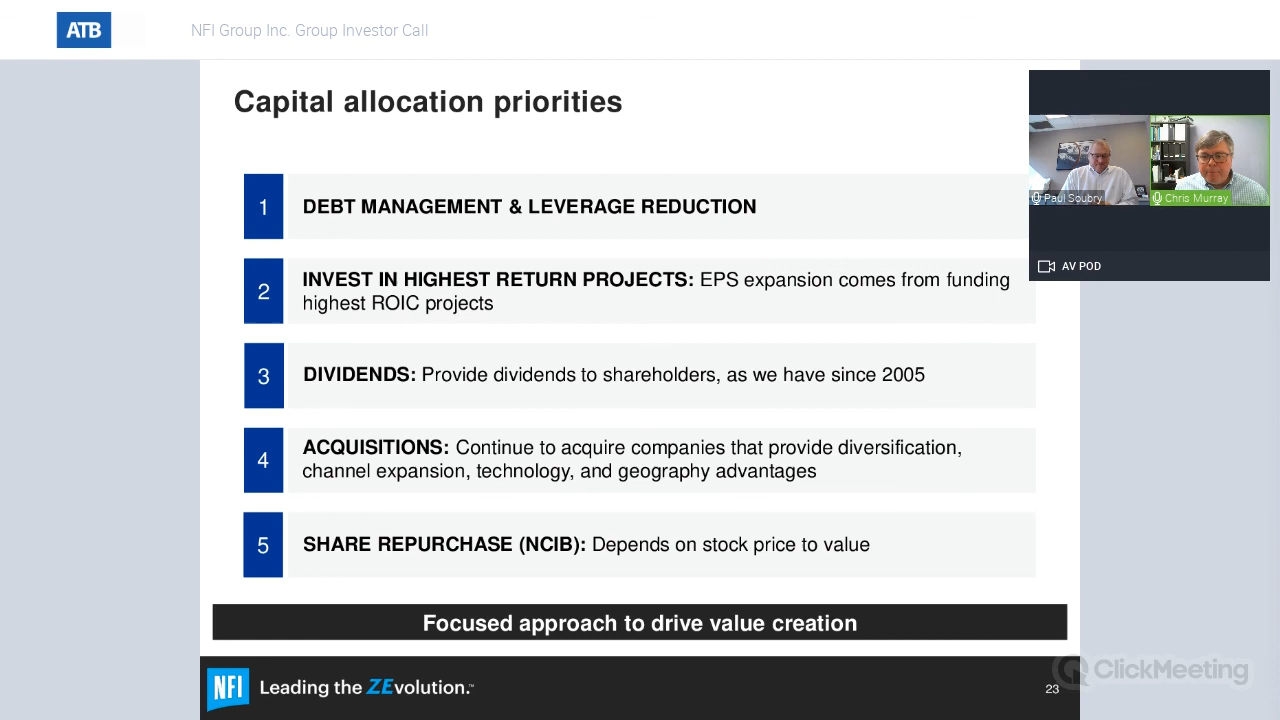 ATB
NFI Group Inc. Group Investor Call
Capital allocation priorities
1
DEBT MANAGEMENT & LEVERAGE REDUCTION
2
INVEST IN HIGHEST RETURN PROJECTS: EPS expansion comes from funding
highest ROIC projects
3
DIVIDENDS: Provide dividends to shareholders, as we have since 2005
4
ACQUISITIONS: Continue to acquire companies that provide diversification,
channel expansion, technology, and geography advantages
5
SHARE REPURCHASE (NCIB): Depends on stock price to value
Focused approach to drive value creation
NFI
Leading the ZEvolution.™
23
Paul Soubry
Chris Murray
AV POD
ClickMeeting